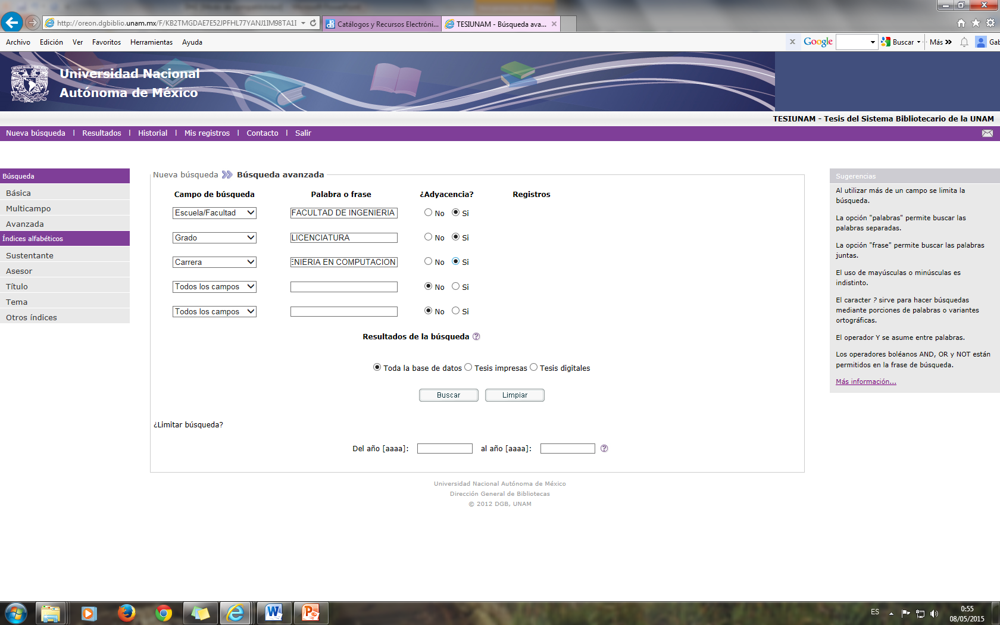 http://oreon.dgbiblio.unam.mx/F/KB2TMGDAE7E52JPFHL77YANJ1IM98TA1I
Catálogos y Recursos Electróni...
TESIUNAM - Búsqueda ava...
Archivo Edición Ver Favoritos Herramientas Ayuda
x Google Buscar Más Gab
Universidad Nacional
Autónoma de México
TESIUNAM - Tesis del Sistema Bibliotecario de la UNAM
Nueva búsqueda | Resultados | Historial | Mis registros | Contacto | Salir
Búsqueda
Básica
Multicampo
Avanzada
Índices alfabéticos
Sustentante
Asesor
Título
Tema
Otros índices
Nueva búsqueda Búsqueda avanzada
Campo de búsqueda Palabra o frase ¿Adyacencia? Registros
Escuela/Facultad FACULTAD DE INGENIERIA No Si
Grado LICENCIATURA No Si
Carrera ENIERIA EN COMPUTACION No Si
Todos los campos No Si
Todos los campos No Si
Resultados de la búsqueda ?
Toda la base de datos Tesis impresas Tesis digitales
Buscar Limpiar
¿Limitar búsqueda?
Del año [aaaa]: al año [aaaa]: ?
Universidad Nacional Autónoma de México
Dirección General de Bibliotecas
© 2012 DGB, UNAM
Sugerencias
Al utilizar más de un campo se limita la
búsqueda.
La opción "palabras" permite buscar las
palabras separadas.
La opción "frase" permite buscar las palabras
juntas.
El uso de mayúsculas o minúsculas es
indistinto.
El caracter ? sirve para hacer búsquedas
mediante porciones de palabras o variantes
ortográficas.
El operador Y se asume entre palabras.
Los operadores boléanos AND, OR y NOT están
permitidos en la frase de búsqueda.
Más información...
ES
0:55
08/05/2015